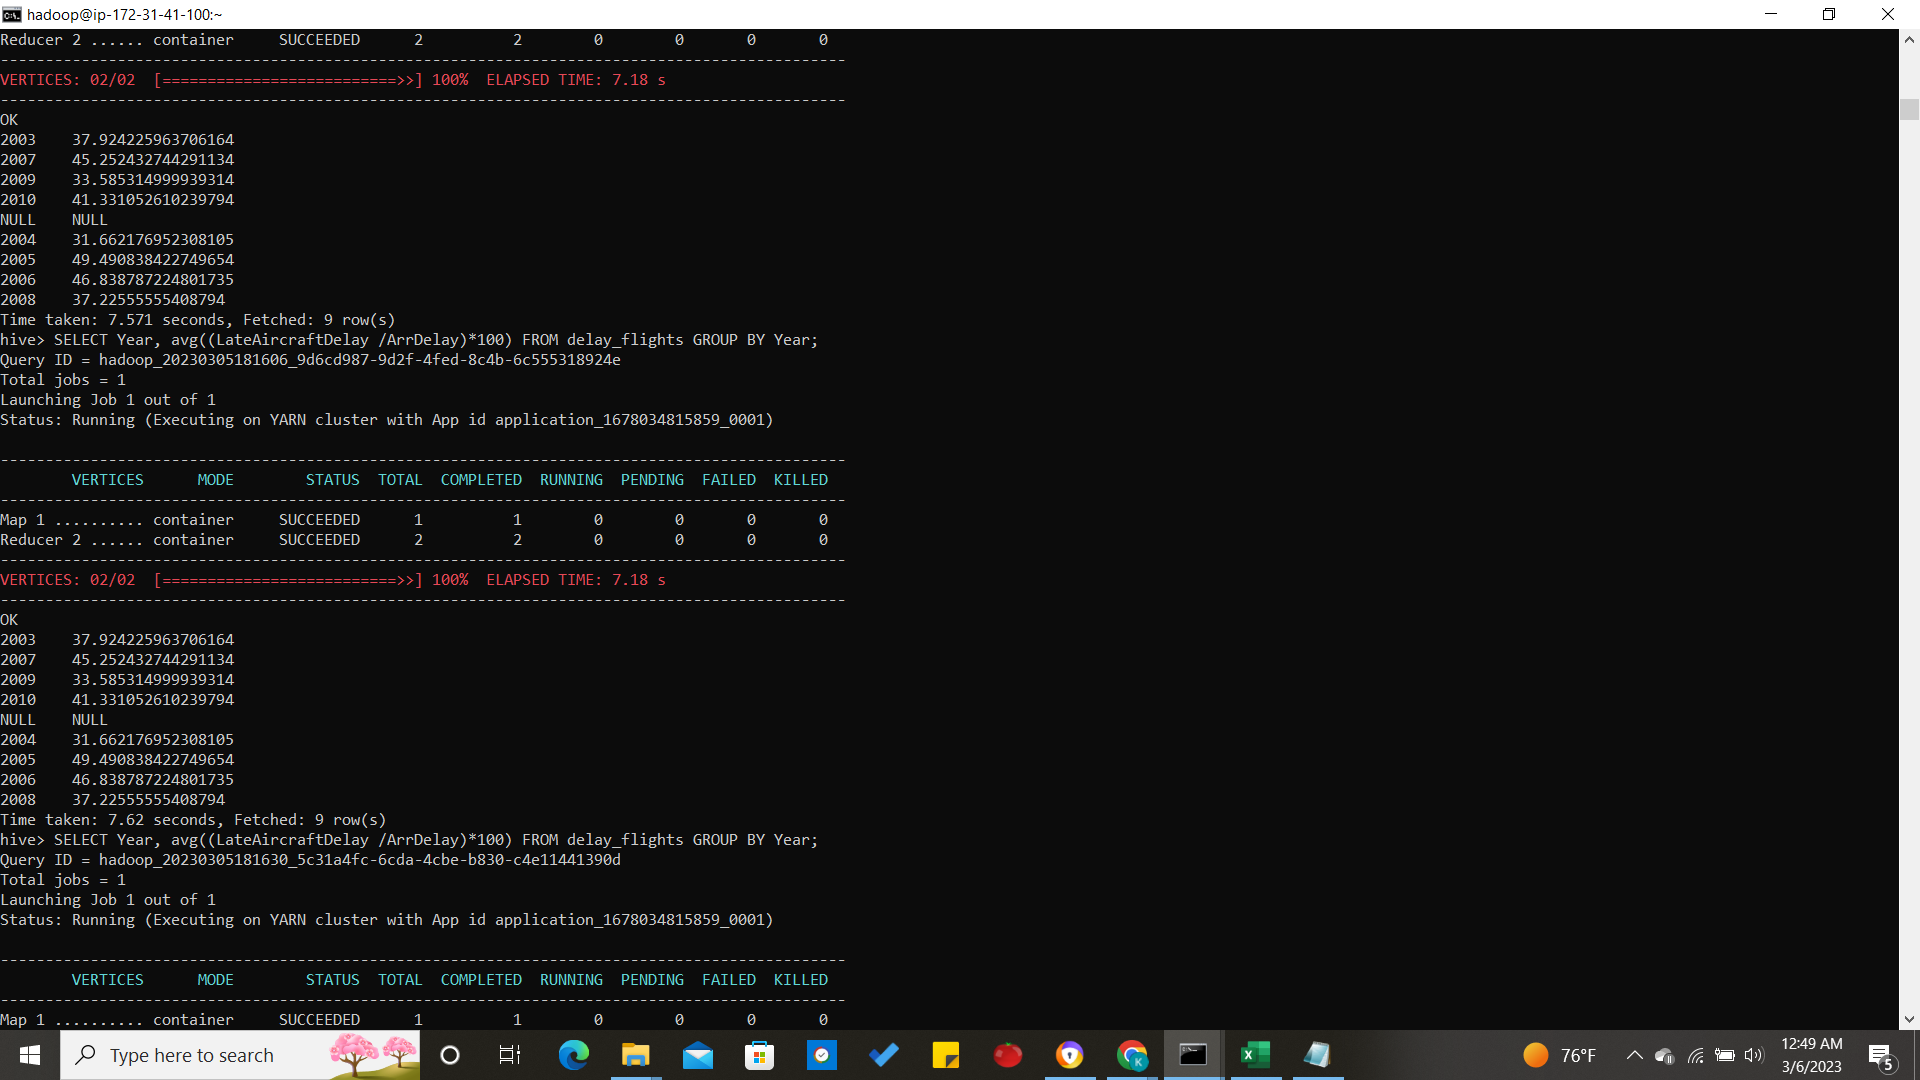 hadoop@ip-172-31-41-100:~
Reducer 2 ...... container     SUCCEEDED      2          2        0        0       0       0
----------------------------------------------------------------------------------------------
VERTICES: 02/02  [==========================>>] 100%  ELAPSED TIME: 7.18 s
----------------------------------------------------------------------------------------------
OK
2003    37.924225963706164
2007    45.252432744291134
2009    33.585314999939314
2010    41.331052610239794
NULL    NULL
2004    31.662176952308105
2005    49.490838422749654
2006    46.838787224801735
2008    37.22555555408794
Time taken: 7.571 seconds, Fetched: 9 row(s)
hive> SELECT Year, avg((LateAircraftDelay /ArrDelay)*100) FROM delay_flights GROUP BY Year;
Query ID = hadoop_20230305181606_9d6cd987-9d2f-4fed-8c4b-6c555318924e
Total jobs = 1
Launching Job 1 out of 1
Status: Running (Executing on YARN cluster with App id application_1678034815859_0001)
----------------------------------------------------------------------------------------------
        VERTICES      MODE        STATUS  TOTAL  COMPLETED  RUNNING  PENDING  FAILED  KILLED
----------------------------------------------------------------------------------------------
Map 1 .......... container     SUCCEEDED      1          1        0        0       0       0
Reducer 2 ...... container     SUCCEEDED      2          2        0        0       0       0
----------------------------------------------------------------------------------------------
VERTICES: 02/02  [==========================>>] 100%  ELAPSED TIME: 7.18 s
----------------------------------------------------------------------------------------------
OK
2003    37.924225963706164
2007    45.252432744291134
2009    33.585314999939314
2010    41.331052610239794
NULL    NULL
2004    31.662176952308105
2005    49.490838422749654
2006    46.838787224801735
2008    37.22555555408794
Time taken: 7.62 seconds, Fetched: 9 row(s)
hive> SELECT Year, avg((LateAircraftDelay /ArrDelay)*100) FROM delay_flights GROUP BY Year;
Query ID = hadoop_20230305181630_5c31a4fc-6cda-4cbe-b830-c4e11441390d
Total jobs = 1
Launching Job 1 out of 1
Status: Running (Executing on YARN cluster with App id application_1678034815859_0001)
----------------------------------------------------------------------------------------------
        VERTICES      MODE        STATUS  TOTAL  COMPLETED  RUNNING  PENDING  FAILED  KILLED
----------------------------------------------------------------------------------------------
Map 1 .......... container     SUCCEEDED      1          1        0        0       0       0
Type here to search
K
76°F
12:49 AM
3/6/2023
5